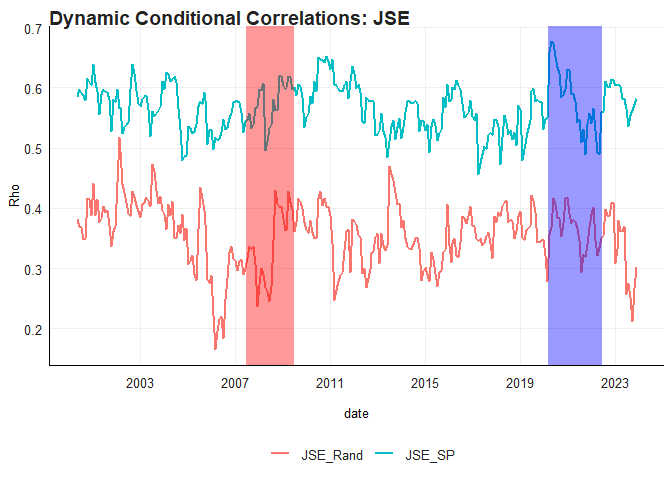 Dynamic Conditional Correlations: JSE
0.7
0.6
0.5
0.4
0.3
0.2
Rho
2003 2007 2011 2015 2019 2023
date
JSE_Rand JSE_SP